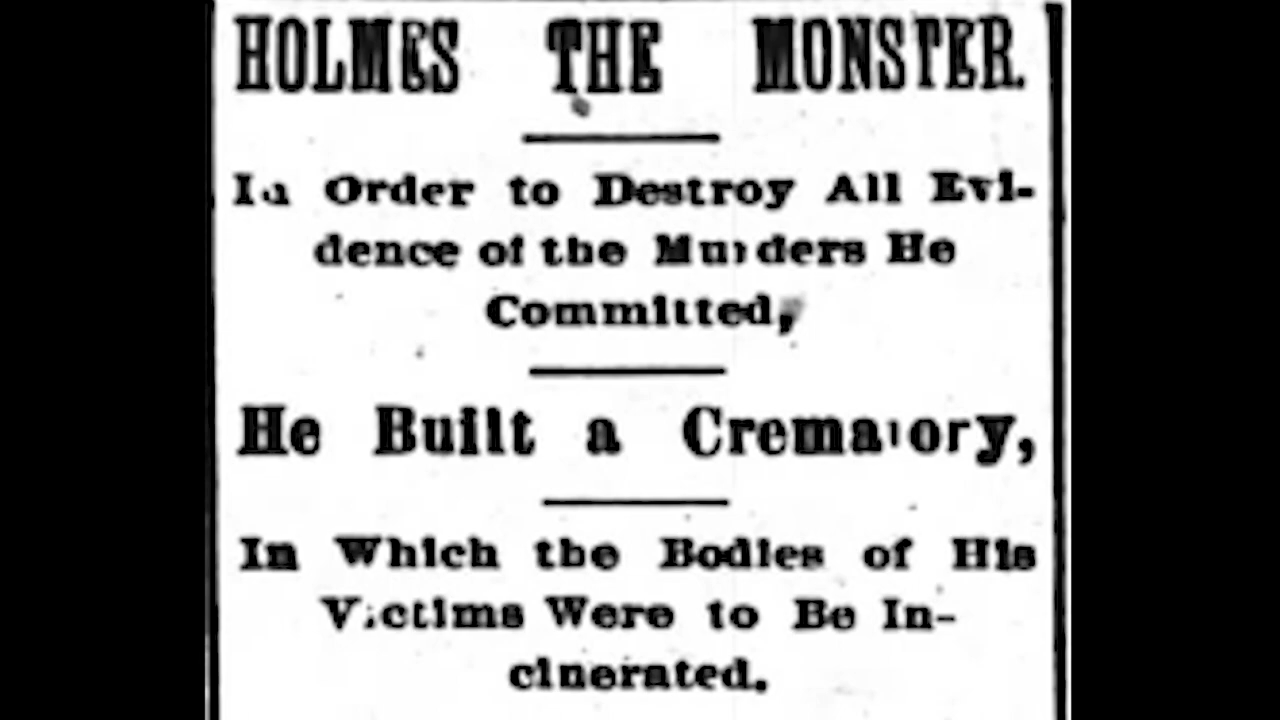 HOLMES THE MONSTER.
In Order to Destroy All Evi-
dence of the Murders He
Committed,
He Built a Crematory,
In Which the Bodies of His
Victims Were to Be In-
cinerated.